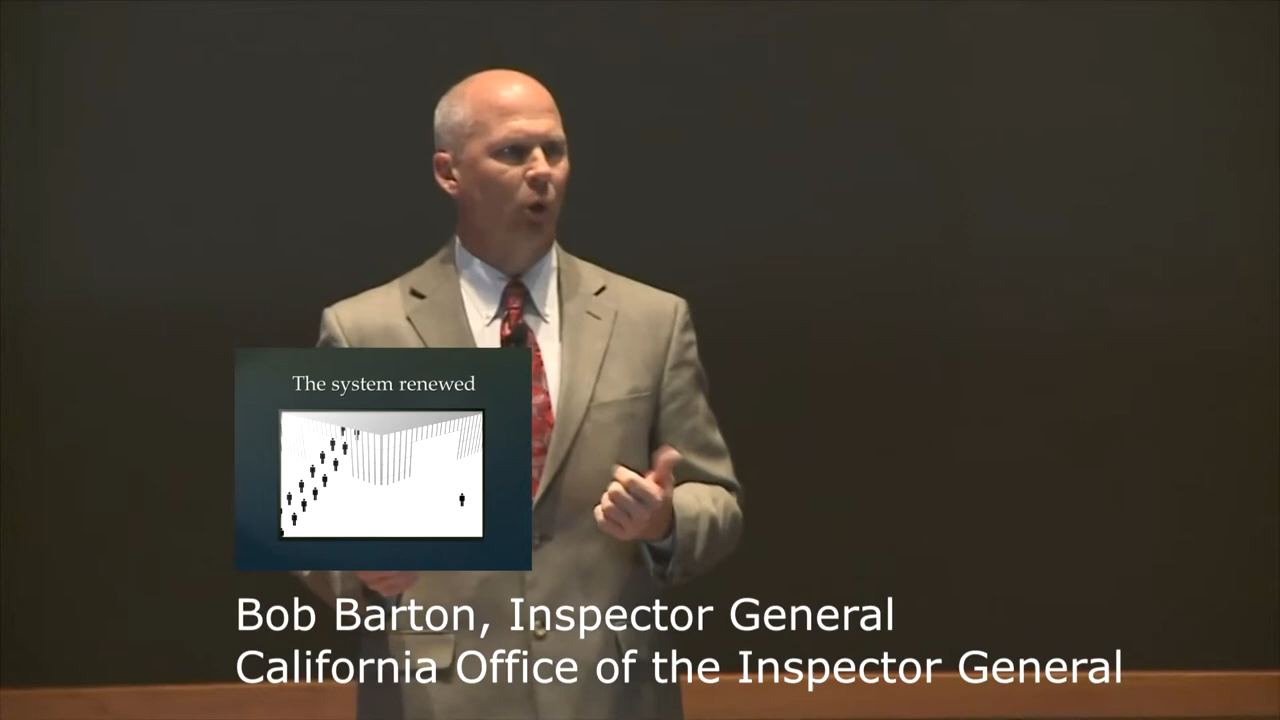 The system renewed
Bob Barton, Inspector General
California Office of the Inspector General